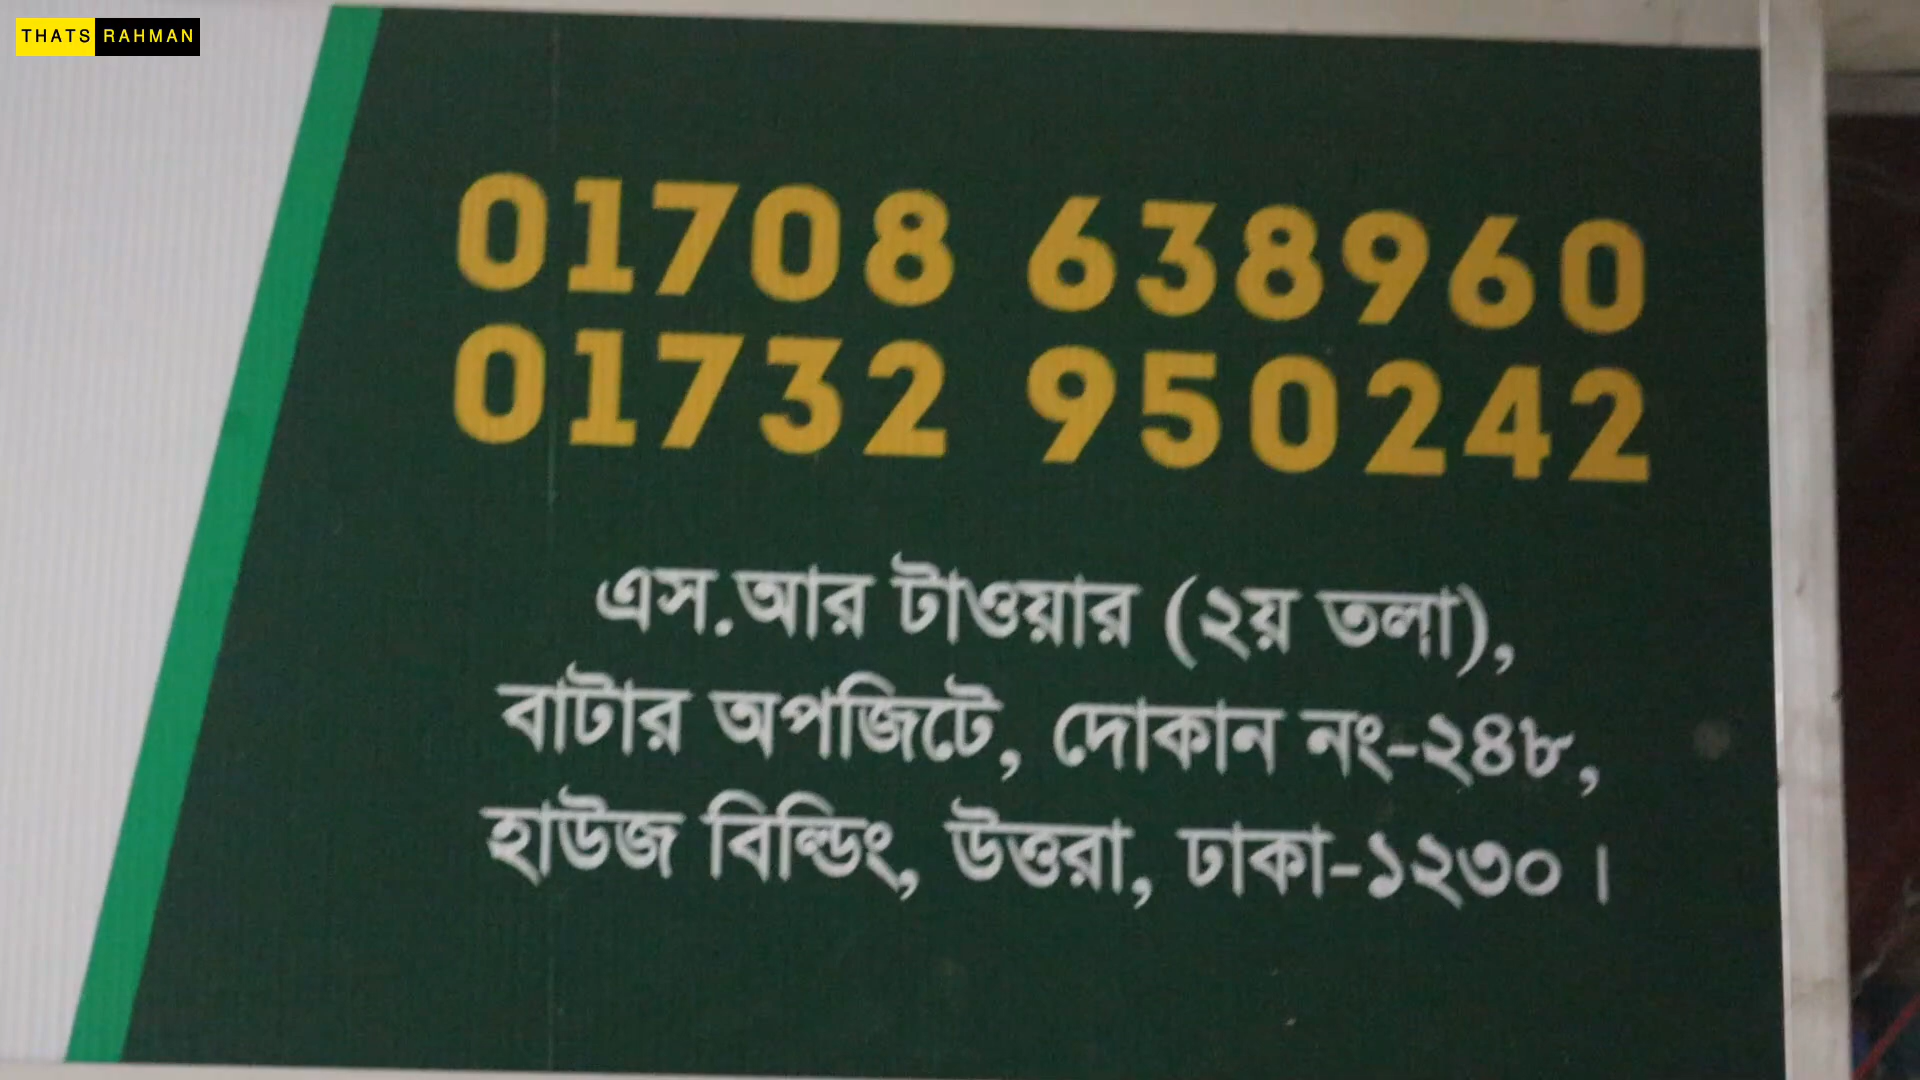 THATS RAHMAN
01708 638960
01732 950242
এস.আর টাওয়ার (২য় তলা),
বাটার অপজিটে, দোকান নং-২৪৮,
হাউজ বিল্ডিং, উত্তরা, ঢাকা-১২৩০।